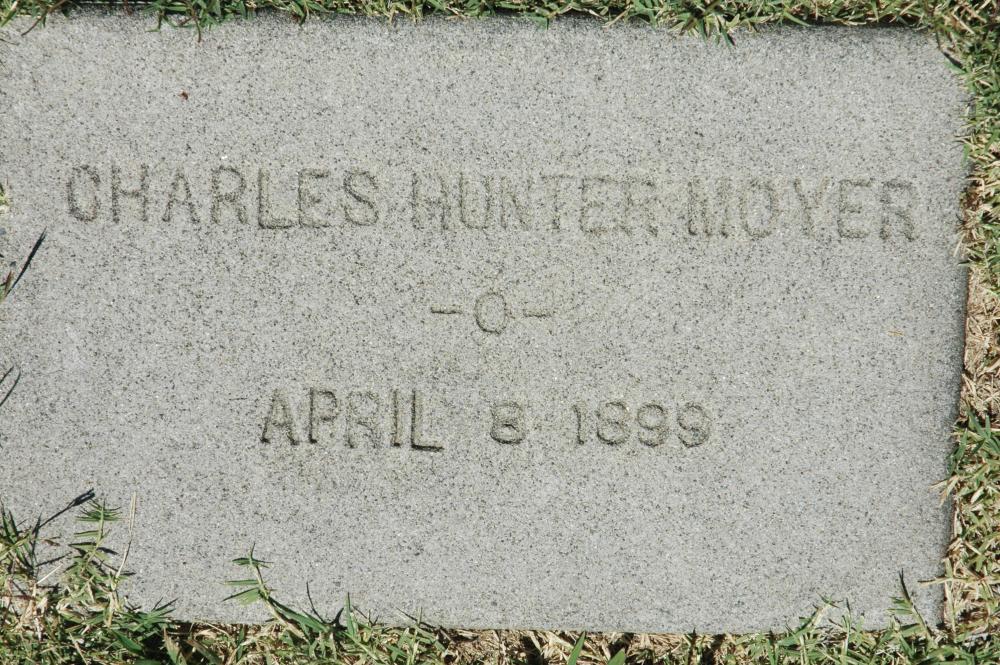 CHARLES HUNTER MOYER
-O-
APRIL 8 1899